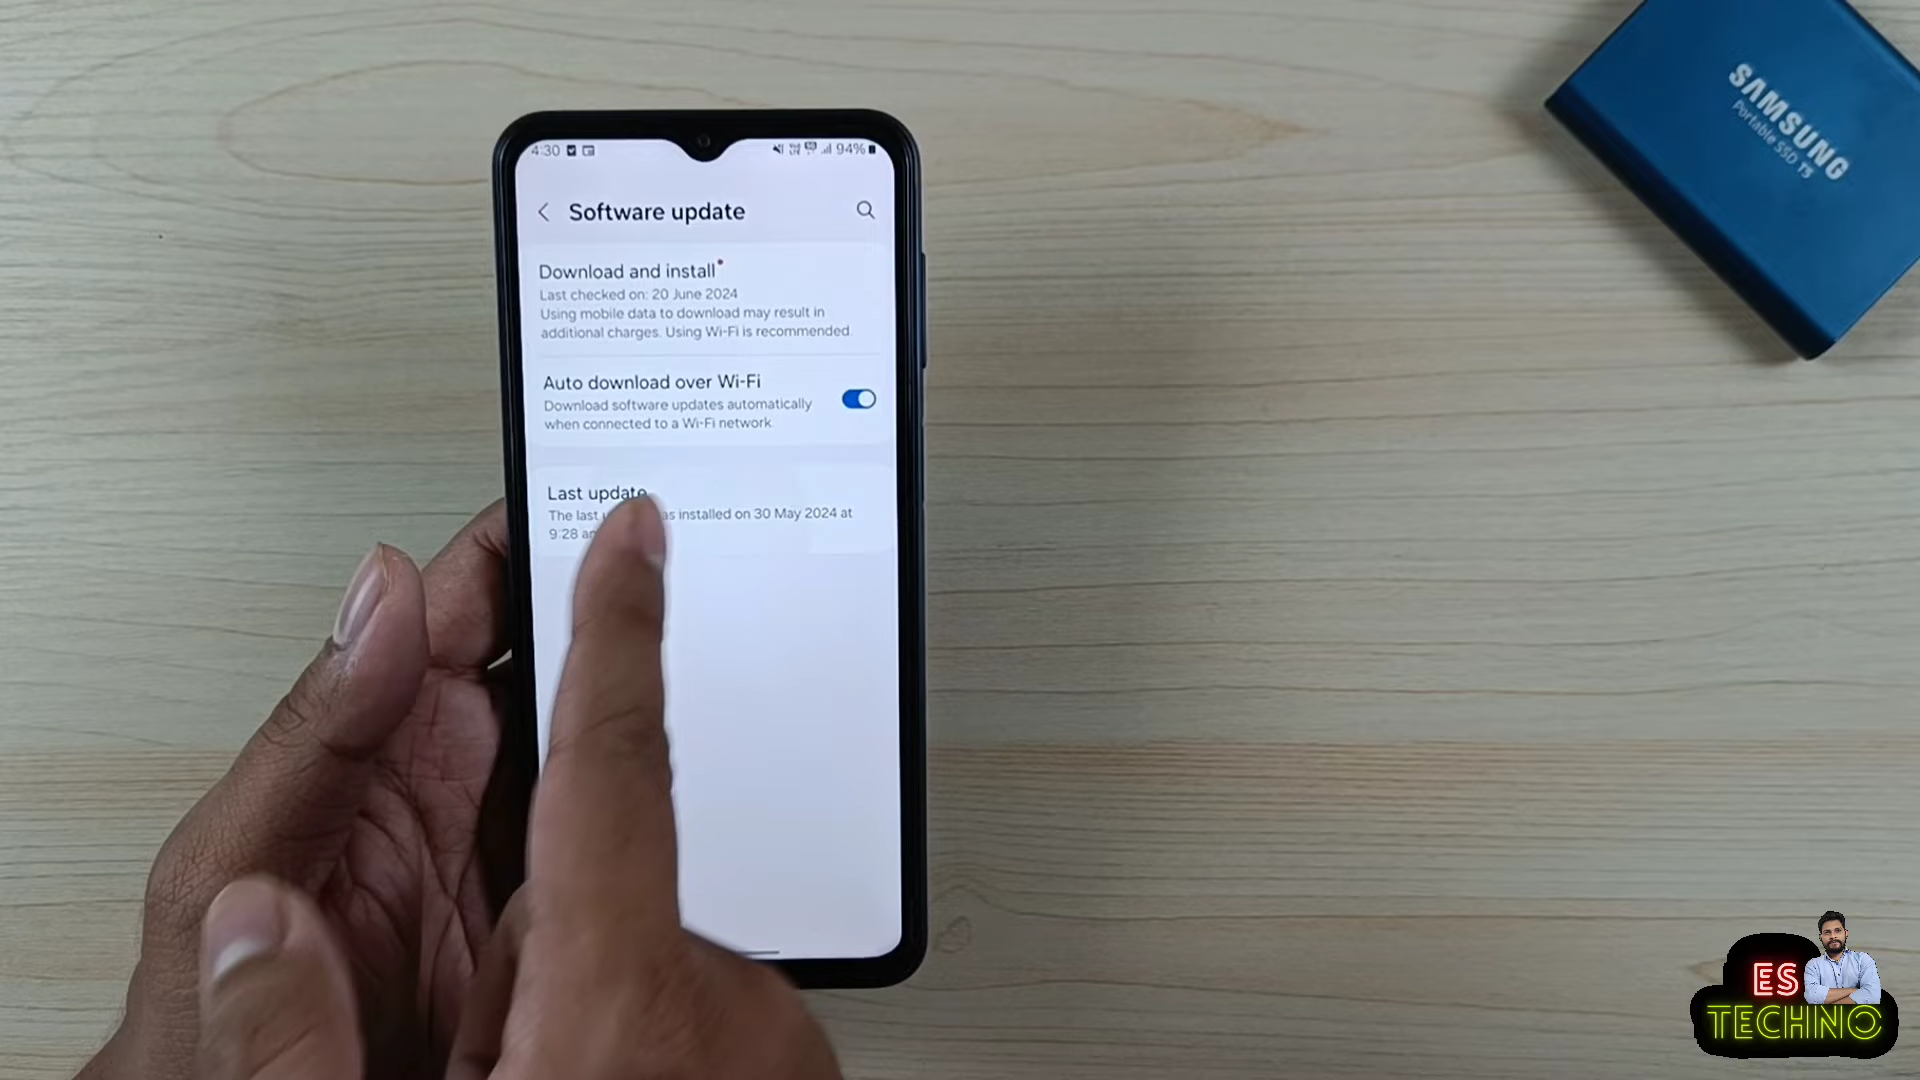 4:30
94%
Software update
Download and install
Last checked on: 20 June 2024
Using mobile data to download may result in
additional charges. Using Wi-Fi is recommended.
Auto download over Wi-Fi
Download software updates automatically
when connected to a Wi-Fi network.
Last update
The last as installed on 30 May 2024 at
9:28
SAMSUNG
Portable SSD T5
ES
TECHNO